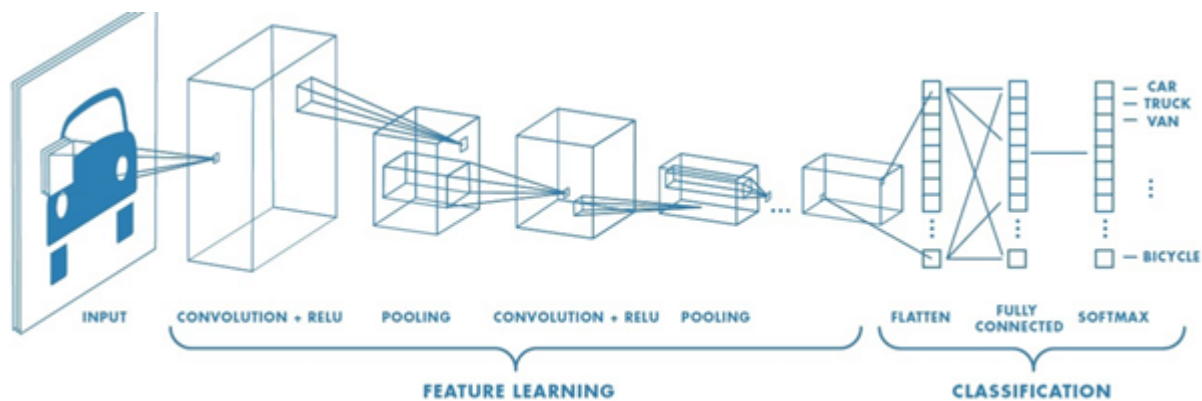 CAR
TRUCK
VAN
BICYCLE
INPUT
CONVOLUTION + RELU
POOLING
CONVOLUTION + RELU
POOLING
FLATTEN
FULLY
CONNECTED
SOFTMAX
FEATURE LEARNING
CLASSIFICATION